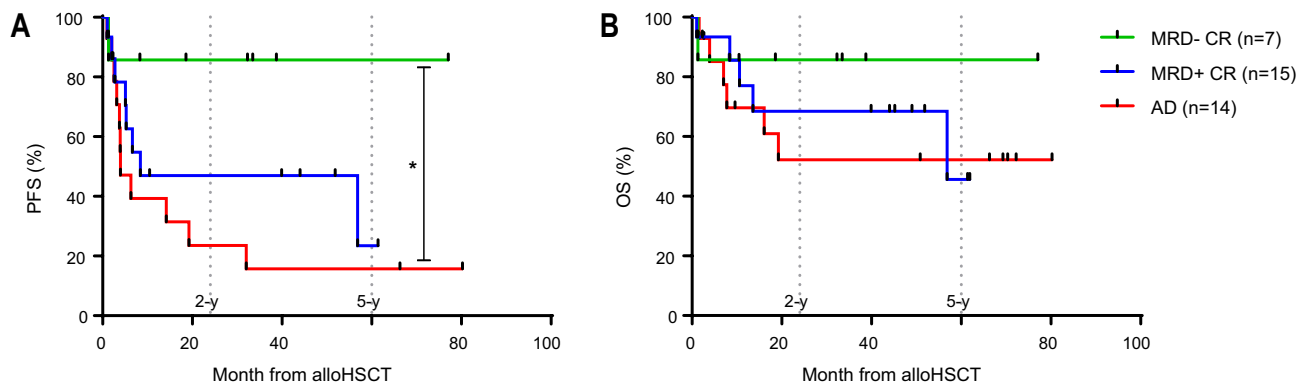 A
PFS (%)
100
80
60
40
20
0
2-y
5-y
*
0
20
40
60
80
100
Month from alloHSCT
B
OS (%)
100
80
60
40
20
0
2-y
5-y
0
20
40
60
80
100
Month from alloHSCT
MRD- CR (n=7)
MRD+ CR (n=15)
AD (n=14)